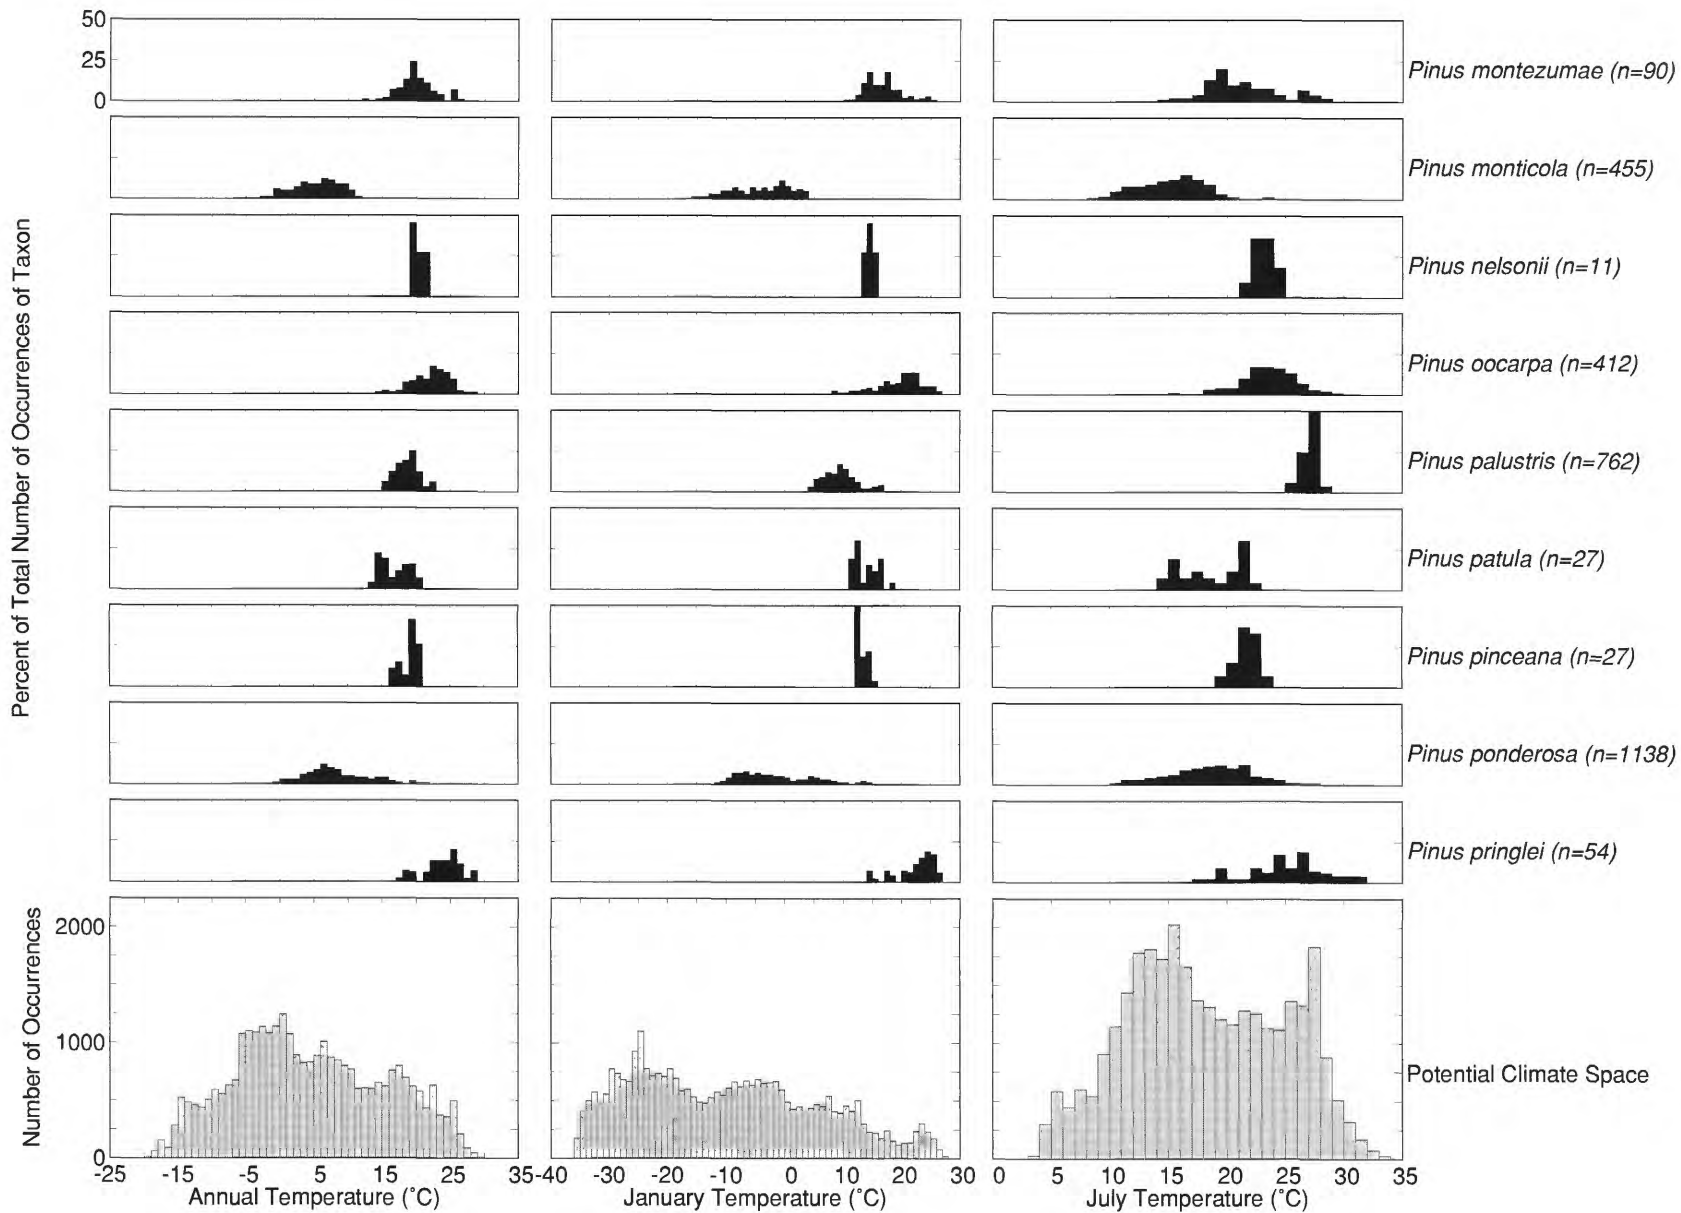 50
25
0
Pinus montezumae (n=90)
Pinus monticola (n=455)
Pinus nelsonii (n=11)
Pinus oocarpa (n=412)
Pinus palustris (n=762)
Pinus patula (n=27)
Pinus pinceana (n=27)
Pinus ponderosa (n=1138)
Pinus pringlei (n=54)
Percent of Total Number of Occurrences of Taxon
Number of Occurrences
2000
1000
0
Potential Climate Space
-25 -15 -5 5 15 25 35
-40 -30 -20 -10 0 10 20 30
0 5 10 15 20 25 30 35
Annual Temperature (°C)
January Temperature (°C)
July Temperature (°C)